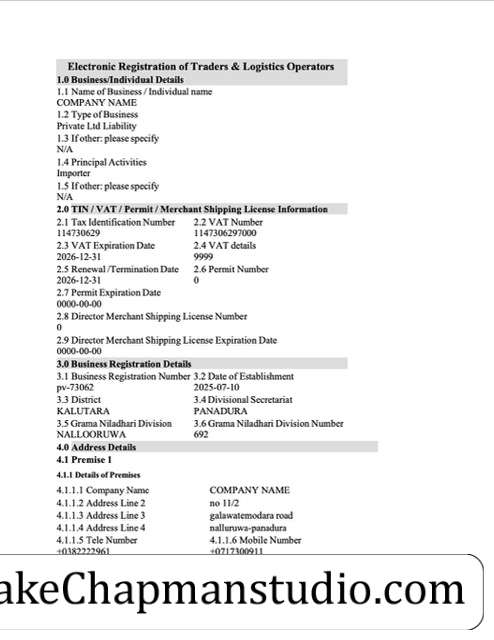 Electronic Registration of Traders & Logistics Operators
1.0 Business/Individual Details
1.1 Name of Business / Individual name
COMPANY NAME
1.2 Type of Business
Private Ltd Liability
1.3 If other: please specify
N/A
1.4 Principal Activities
Importer
1.5 If other: please specify
N/A
2.0 TIN / VAT / Permit / Merchant Shipping License Information
2.1 Tax Identification Number 2.2 VAT Number
114730629 1147306297000
2.3 VAT Expiration Date 2.4 VAT details
2026-12-31 9999
2.5 Renewal /Termination Date 2.6 Permit Number
2026-12-31 0
2.7 Permit Expiration Date
0000-00-00
2.8 Director Merchant Shipping License Number
0
2.9 Director Merchant Shipping License Expiration Date
0000-00-00
3.0 Business Registration Details
3.1 Business Registration Number 3.2 Date of Establishment
pv-73062 2025-07-10
3.3 District 3.4 Divisional Secretariat
KALUTARA PANADURA
3.5 Grama Niladhari Division 3.6 Grama Niladhari Division Number
NALLOORUWA 692
4.0 Address Details
4.1 Premise 1
4.1.1 Details of Premises
4.1.1.1 Company Name COMPANY NAME
4.1.1.2 Address Line 2 no 11/2
4.1.1.3 Address Line 3 galawatemodara road
4.1.1.4 Address Line 4 nalluruwa-panadura
4.1.1.5 Tele Number 4.1.1.6 Mobile Number
+0382222961 +0717300911
akeChapmanstudio.com